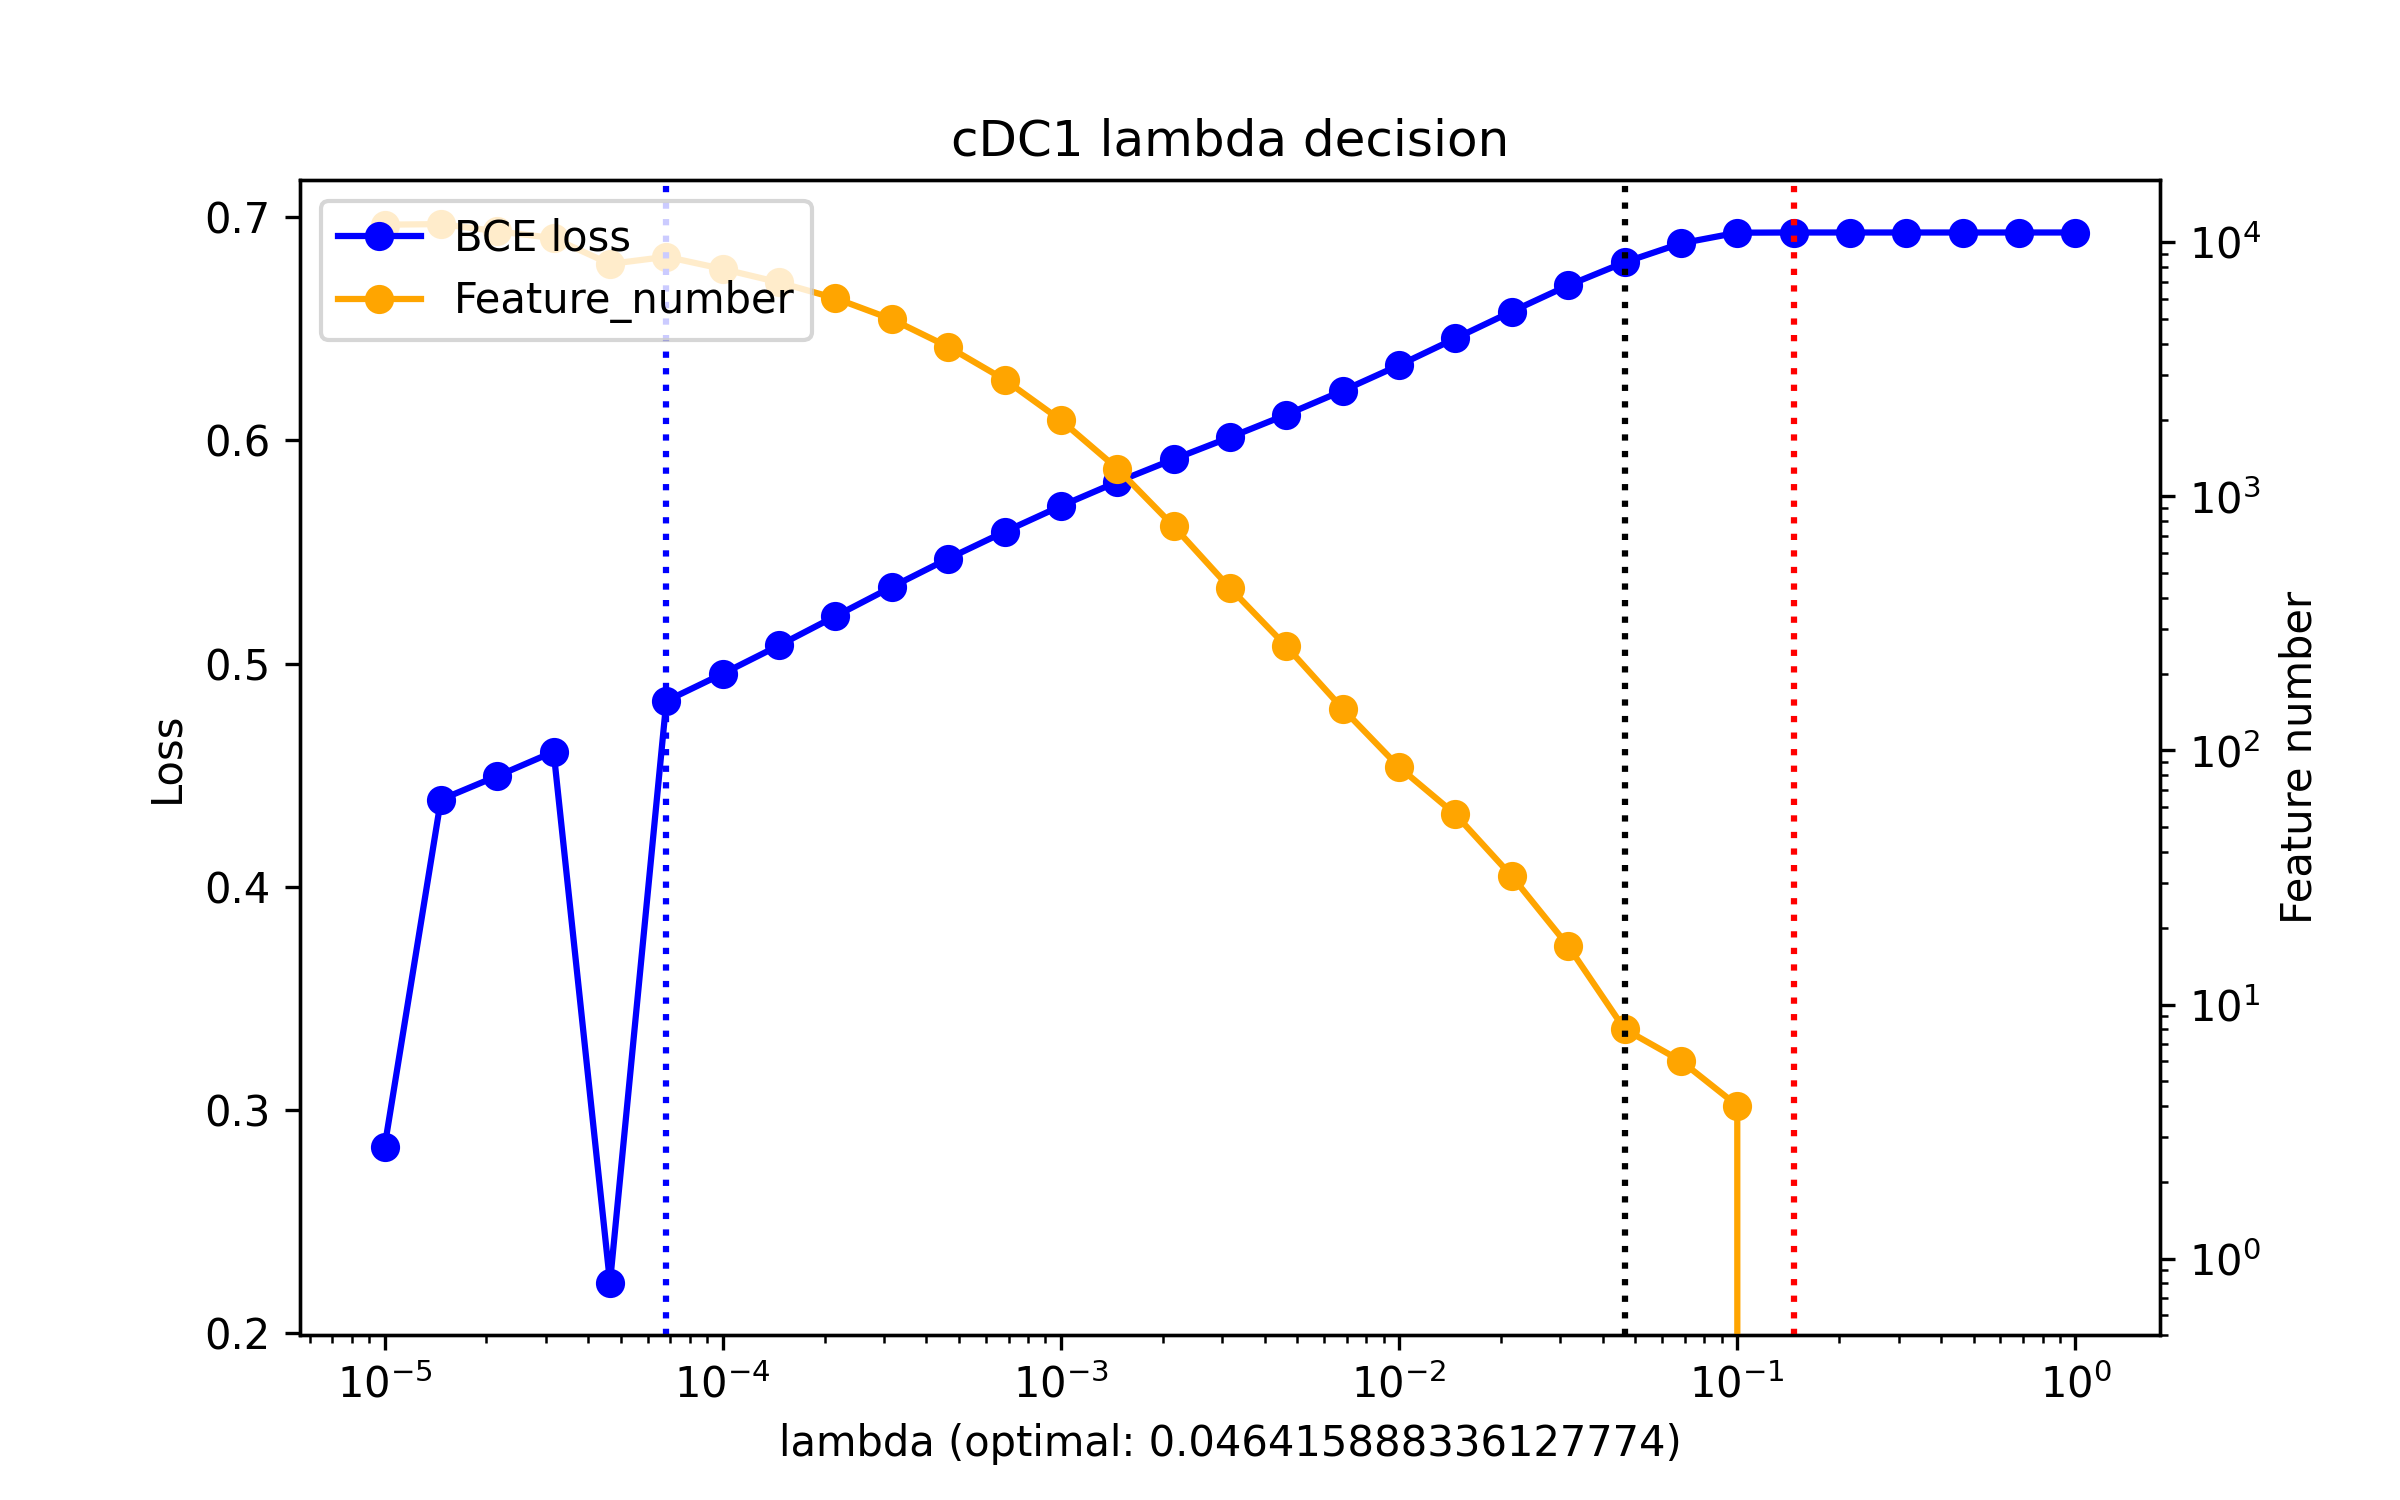 cDC1 lambda decision
BCE loss
Feature_number
0.7
0.6
0.5
0.4
0.3
0.2
Loss
10⁴
10³
10²
10¹
10⁰
Feature number
10⁻⁵ 10⁻⁴ 10⁻³ 10⁻² 10⁻¹ 10⁰
lambda (optimal: 0.046415888336127774)